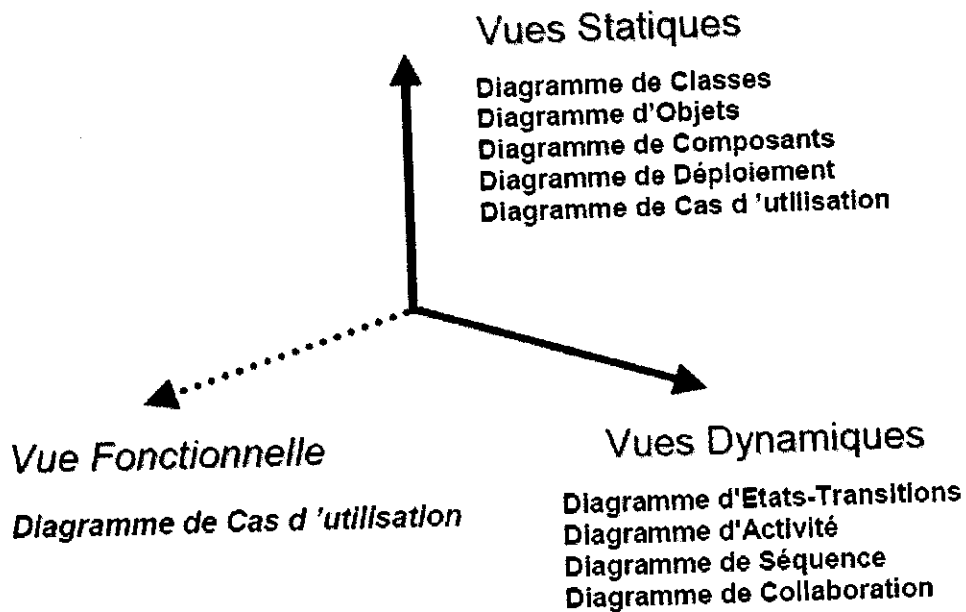 Vues Statiques
Diagramme de Classes
Diagramme d'Objets
Diagramme de Composants
Diagramme de Déploiement
Diagramme de Cas d 'utilisation
Vue Fonctionnelle
Diagramme de Cas d 'utilisation
Vues Dynamiques
Diagramme d'Etats-Transitions
Diagramme d'Activité
Diagramme de Séquence
Diagramme de Collaboration